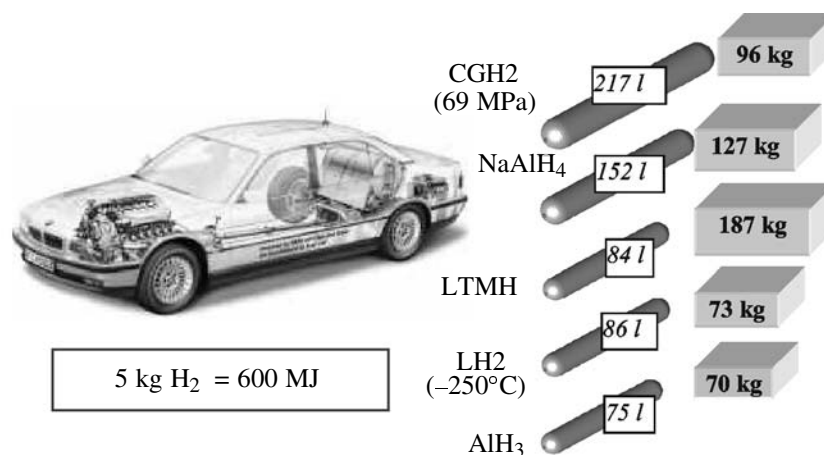 CGH2
(69 MPa)
217 l
96 kg
NaAlH₄
152 l
127 kg
LTMH
84 l
187 kg
LH2
(–250°C)
86 l
73 kg
AlH₃
75 l
70 kg
5 kg H₂ = 600 MJ